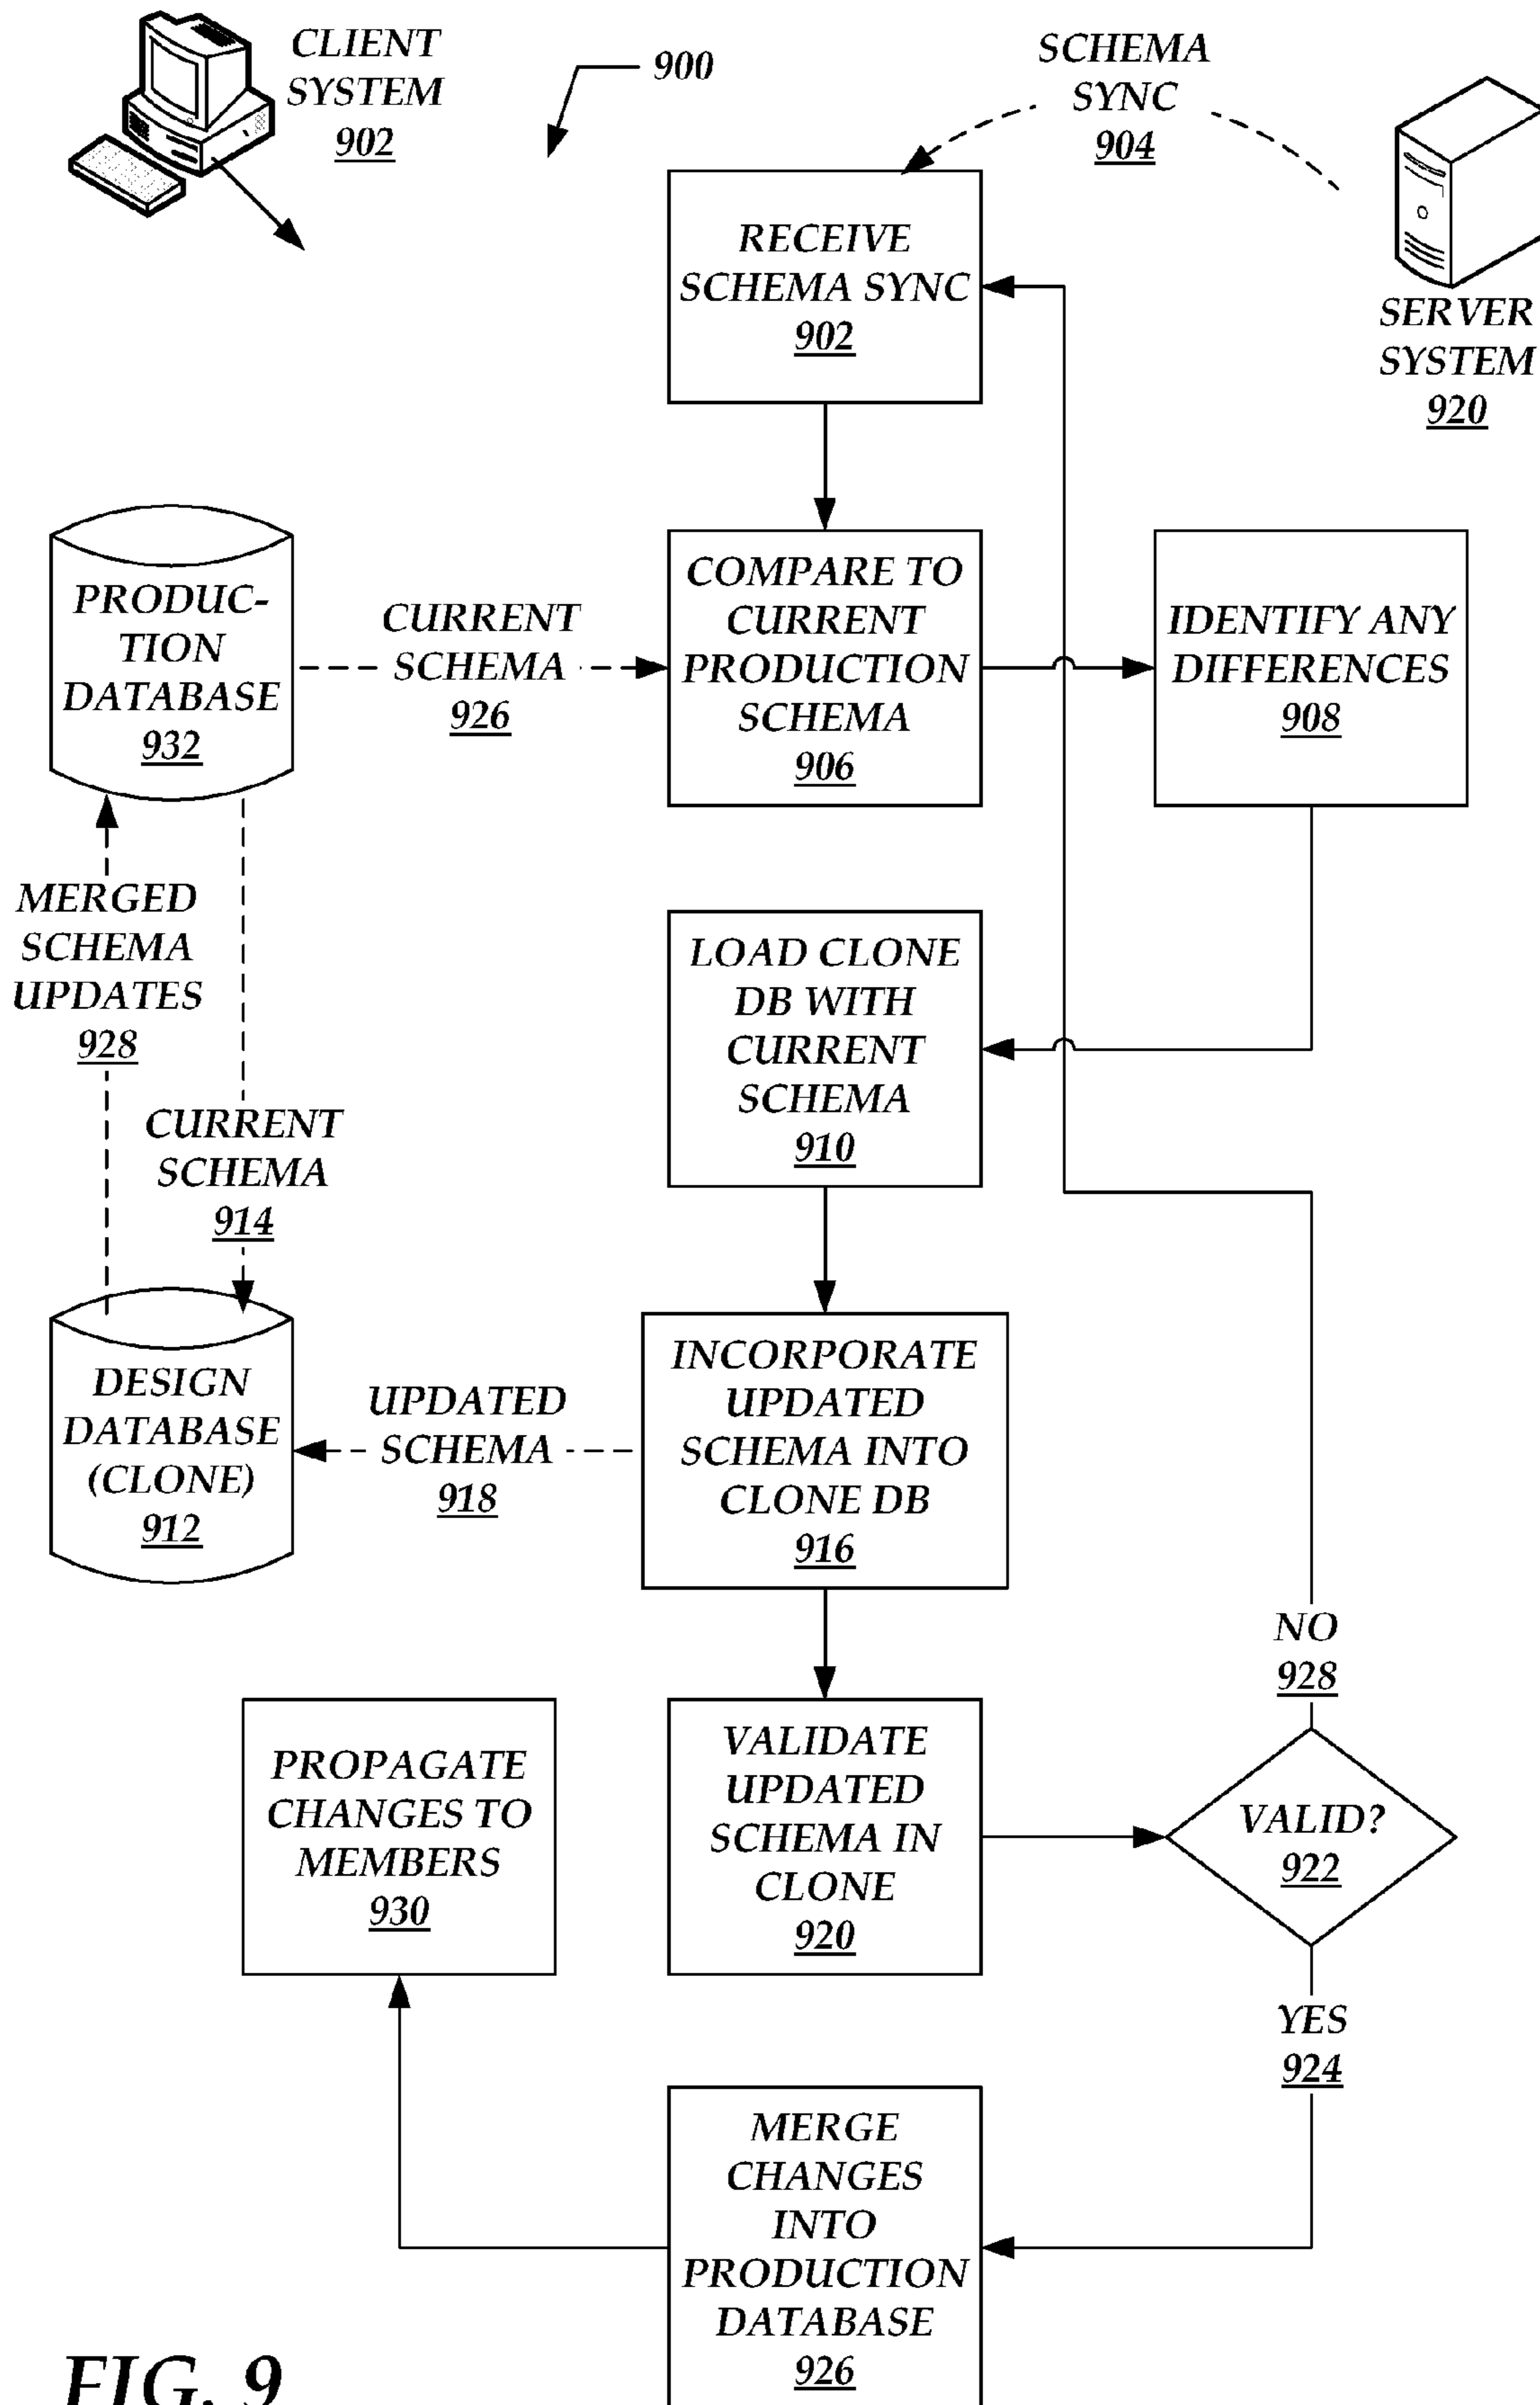 CLIENT
SYSTEM
902
900
SCHEMA
SYNC
904
SERVER
SYSTEM
920
RECEIVE
SCHEMA SYNC
902
PRODUC-
TION
DATABASE
932
CURRENT
SCHEMA
926
COMPARE TO
CURRENT
PRODUCTION
SCHEMA
906
IDENTIFY ANY
DIFFERENCES
908
MERGED
SCHEMA
UPDATES
928
CURRENT
SCHEMA
914
LOAD CLONE
DB WITH
CURRENT
SCHEMA
910
DESIGN
DATABASE
(CLONE)
912
UPDATED
SCHEMA
918
INCORPORATE
UPDATED
SCHEMA INTO
CLONE DB
916
NO
928
PROPAGATE
CHANGES TO
MEMBERS
930
VALIDATE
UPDATED
SCHEMA IN
CLONE
920
VALID?
922
YES
924
MERGE
CHANGES
INTO
PRODUCTION
DATABASE
926
FIG. 9